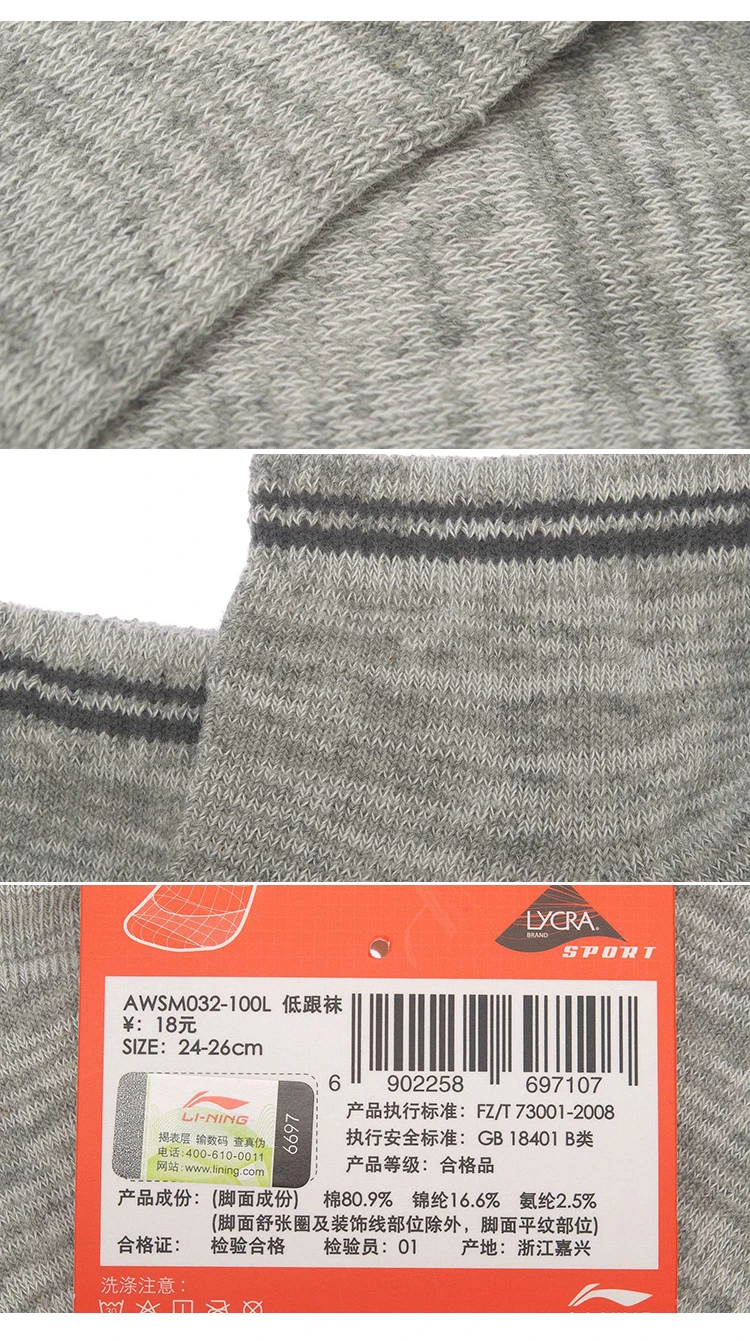 LYCRA®
BRAND
SPORT
AWSM032-100L 低跟袜
¥: 18元
SIZE: 24-26cm
6 902258 697107
LI-NING
揭表层 输数码 查真伪
电话:400-610-0011
网站:www.lining.com
6697
产品执行标准: FZ/T 73001-2008
执行安全标准: GB 18401 B类
产品等级: 合格品
产品成份: (脚面成份) 棉80.9% 锦纶16.6% 氨纶2.5%
(脚面舒张圈及装饰线部位除外，脚面平纹部位)
合格证: 检验合格 检验员: 01 产地: 浙江嘉兴
洗涤注意:
30
LI-NING